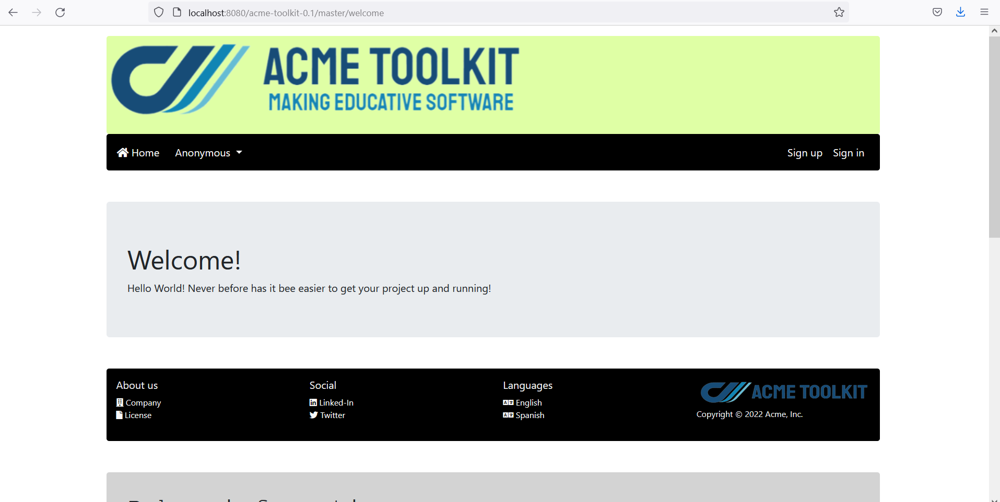 localhost:8080/acme-toolkit-0.1/master/welcome
ACME TOOLKIT
MAKING EDUCATIVE SOFTWARE
Home Anonymous Sign up Sign in
Welcome!
Hello World! Never before has it bee easier to get your project up and running!
About us
Company
License
Social
Linked-In
Twitter
Languages
English
Spanish
ACME TOOLKIT
Copyright © 2022 Acme, Inc.